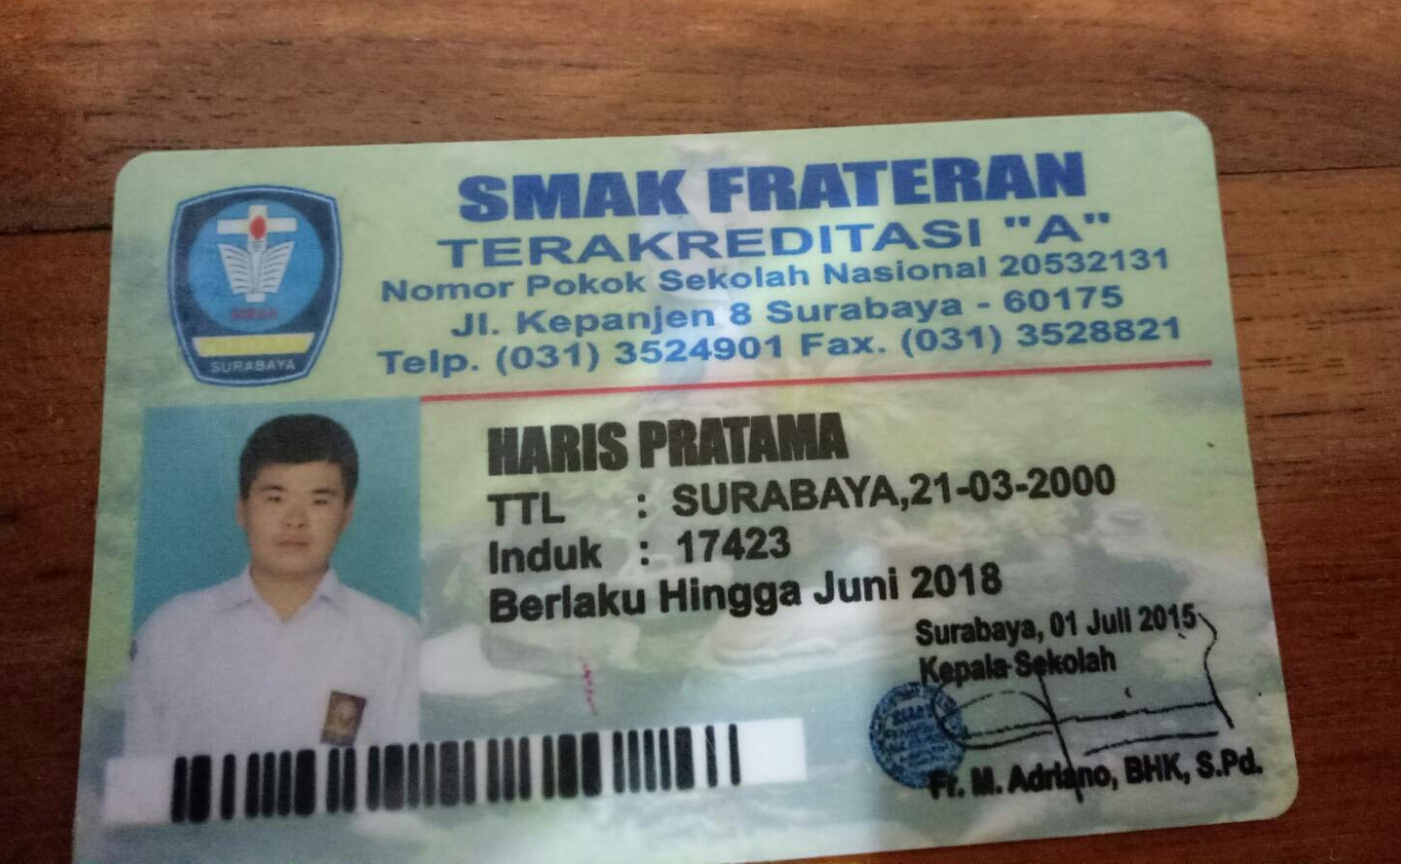 SMAK FRATERAN
TERAKREDITASI "A"
Nomor Pokok Sekolah Nasional 20532131
Jl. Kepanjen 8 Surabaya - 60175
Telp. (031) 3524901 Fax. (031) 3528821
SURABAYA
HARIS PRATAMA
TTL : SURABAYA,21-03-2000
Induk : 17423
Berlaku Hingga Juni 2018
Surabaya, 01 Juli 2015
Kepala Sekolah
Fr. M. Adriano, BHK, S.Pd.